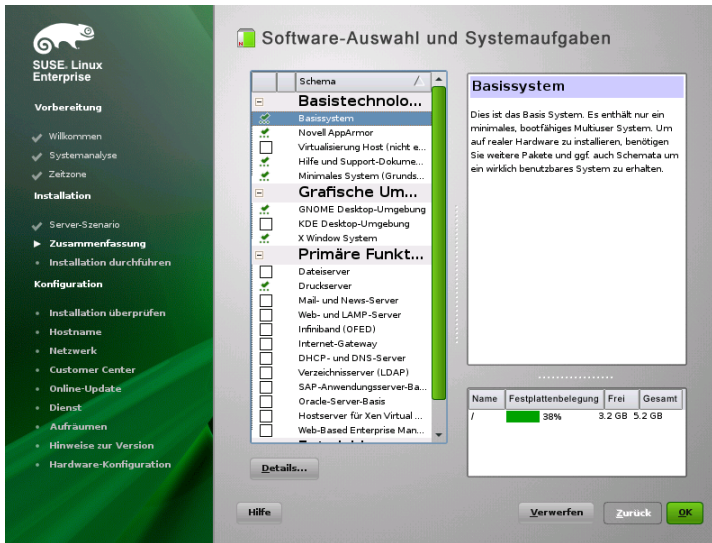 SUSE. Linux
Enterprise
Vorbereitung
Willkommen
Systemanalyse
Zeitzone
Installation
Server-Szenario
Zusammenfassung
Installation durchführen
Konfiguration
Installation überprüfen
Hostname
Netzwerk
Customer Center
Online-Update
Dienst
Aufräumen
Hinweise zur Version
Hardware-Konfiguration
Software-Auswahl und Systemaufgaben
Schema
Basistechnolo...
Basissystem
Novell AppArmor
Virtualisierung Host (nicht e...
Hilfe und Support-Dokume...
Minimales System (Grunds...
Grafische Um...
GNOME Desktop-Umgebung
KDE Desktop-Umgebung
X Window System
Primäre Funkt...
Dateiserver
Druckserver
Mail- und News-Server
Web- und LAMP-Server
Infiniband (OFED)
Internet-Gateway
DHCP- und DNS-Server
Verzeichnisserver (LDAP)
SAP-Anwendungsserver-Ba...
Oracle-Server-Basis
Hostserver für Xen Virtual ...
Web-Based Enterprise Man...
Details...
Basissystem
Dies ist das Basis System. Es enthält nur ein
minimales, bootfähiges Multiuser System. Um
auf realer Hardware zu installieren, benötigen
Sie weitere Pakete und ggf. auch Schemata um
ein wirklich benutzbares System zu erhalten.
Name Festplattenbelegung Frei Gesamt
/ 38% 3.2 GB 5.2 GB
Hilfe
Verwerfen
Zurück
OK